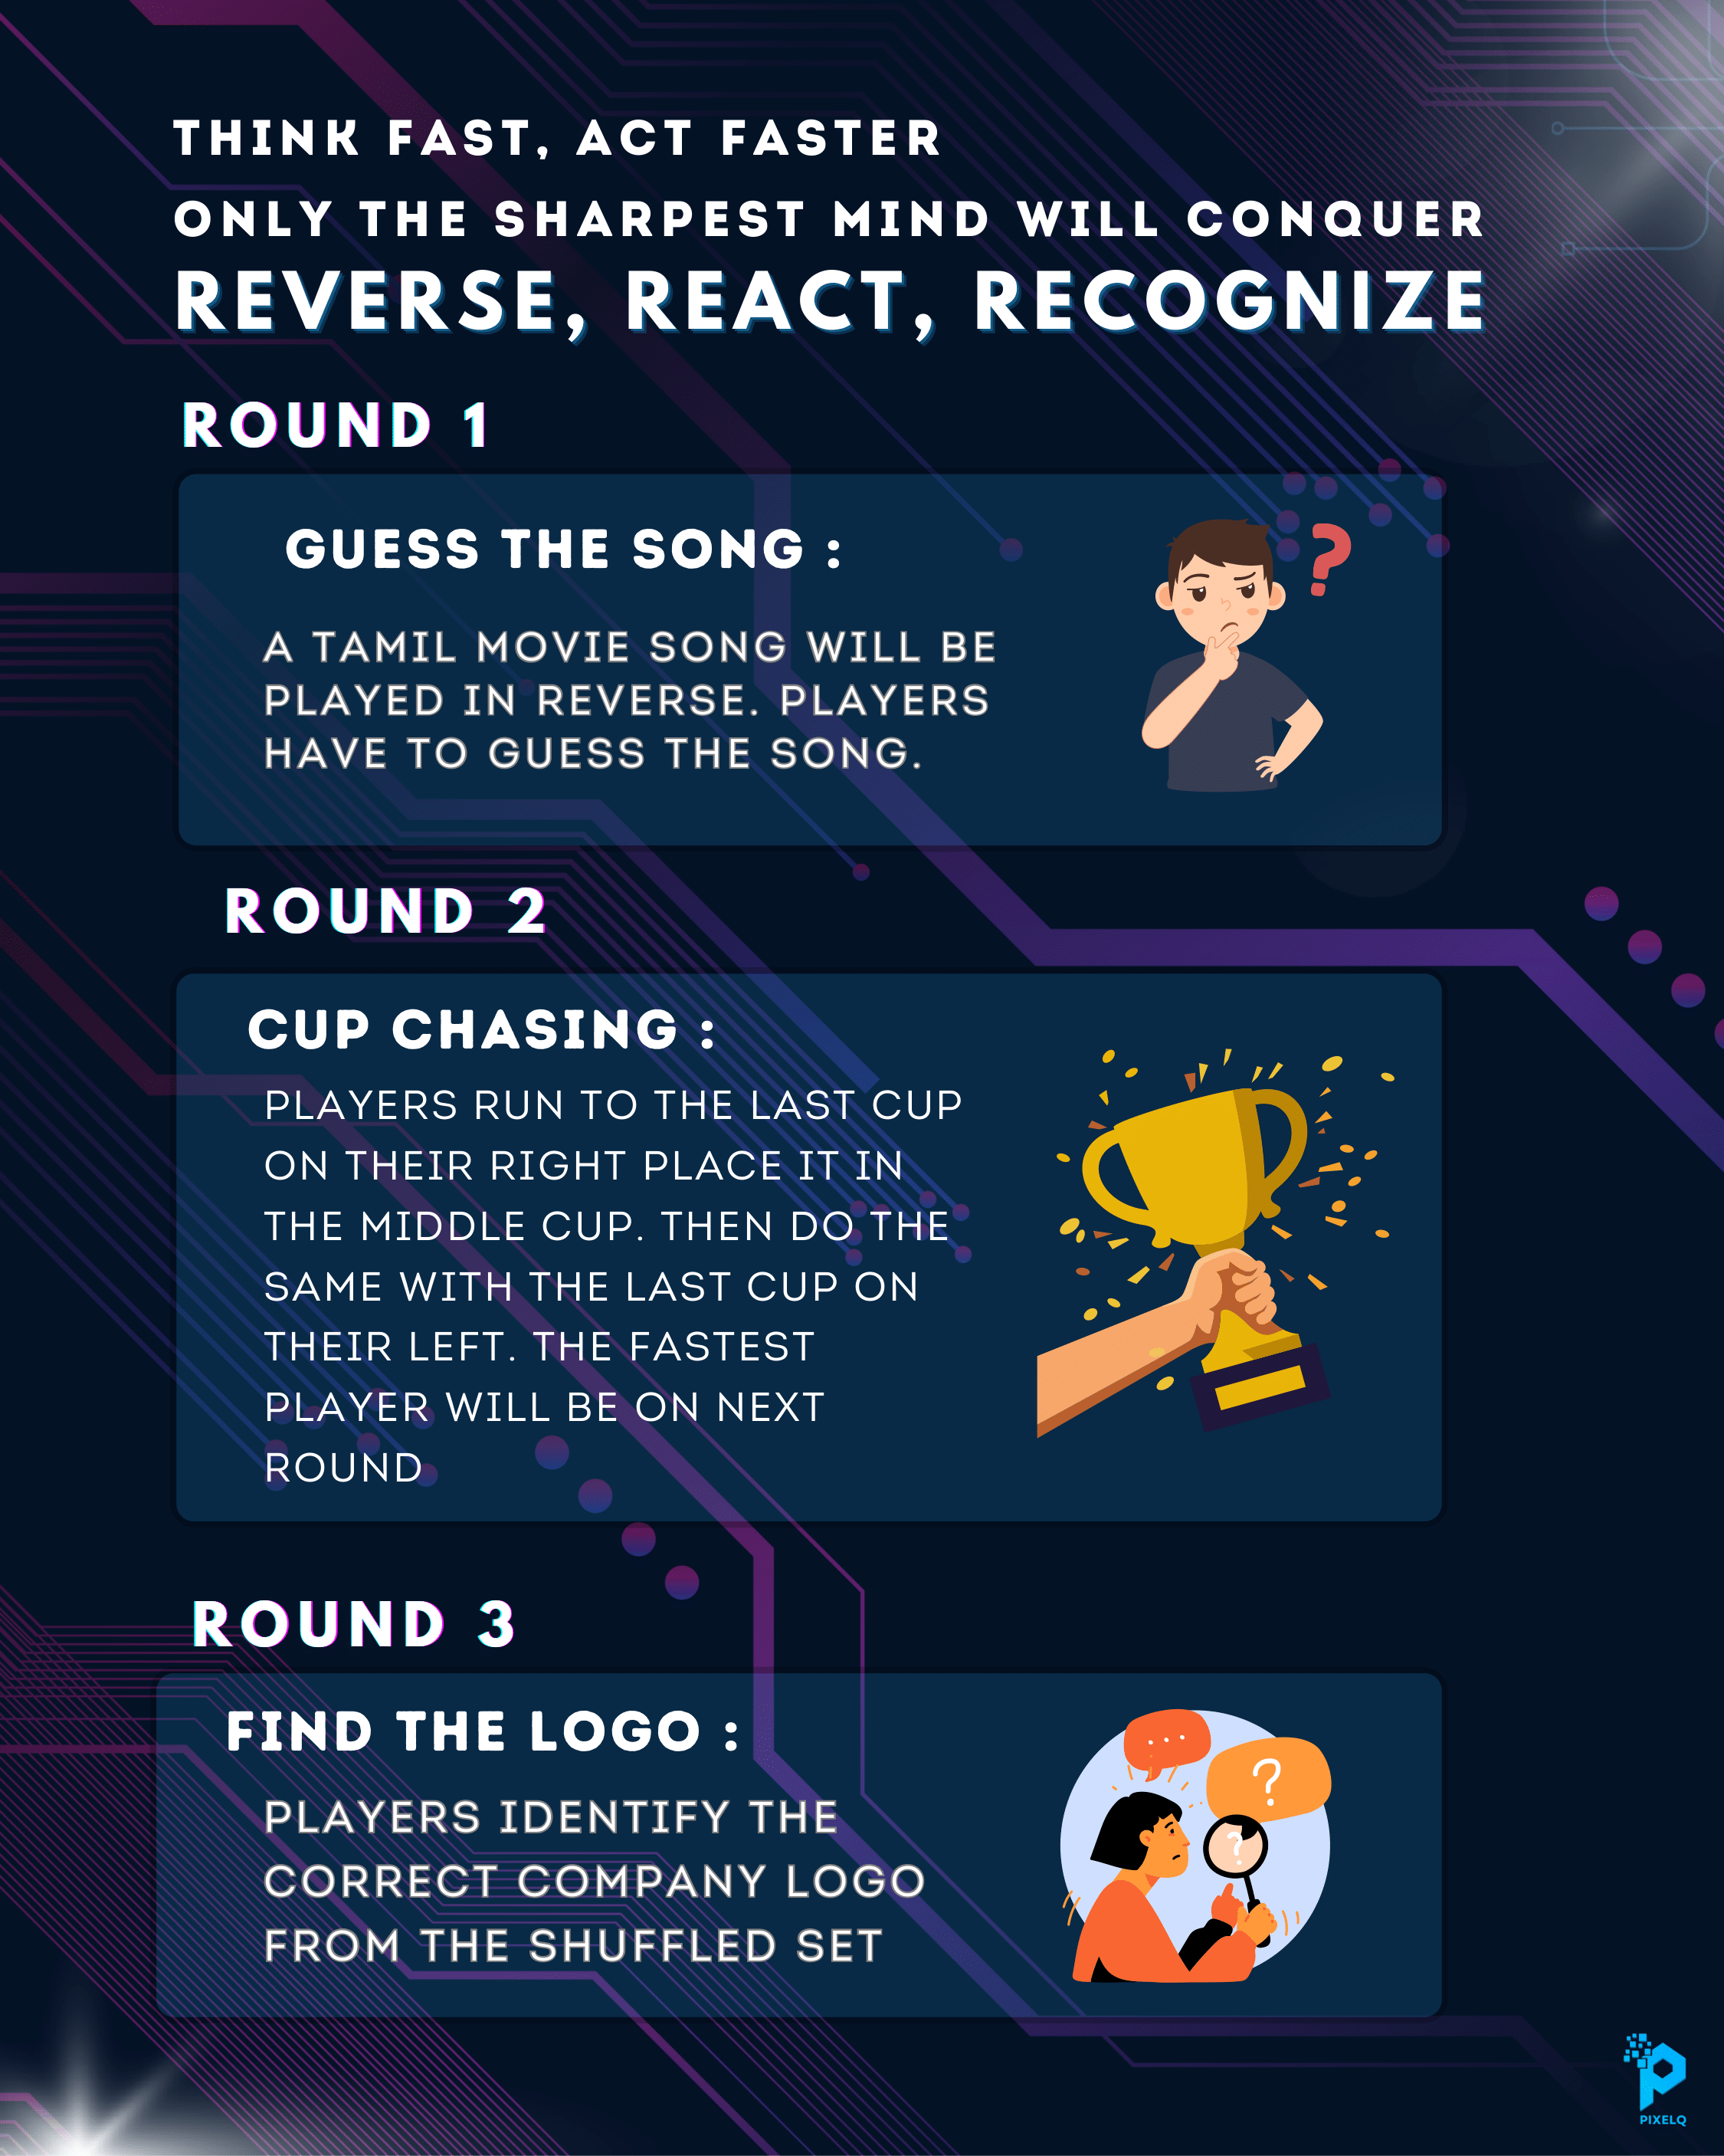 THINK FAST, ACT FASTER
ONLY THE SHARPEST MIND WILL CONQUER
REVERSE, REACT, RECOGNIZE
ROUND 1
GUESS THE SONG :
?
A TAMIL MOVIE SONG WILL BE
PLAYED IN REVERSE. PLAYERS
HAVE TO GUESS THE SONG.
ROUND 2
CUP CHASING :
PLAYERS RUN TO THE LAST CUP
ON THEIR RIGHT PLACE IT IN
THE MIDDLE CUP. THEN DO THE
SAME WITH THE LAST CUP ON
THEIR LEFT. THE FASTEST
PLAYER WILL BE ON NEXT
ROUND
ROUND 3
FIND THE LOGO :
PLAYERS IDENTIFY THE
CORRECT COMPANY LOGO
FROM THE SHUFFLED SET
...
?
?
PIXELQ